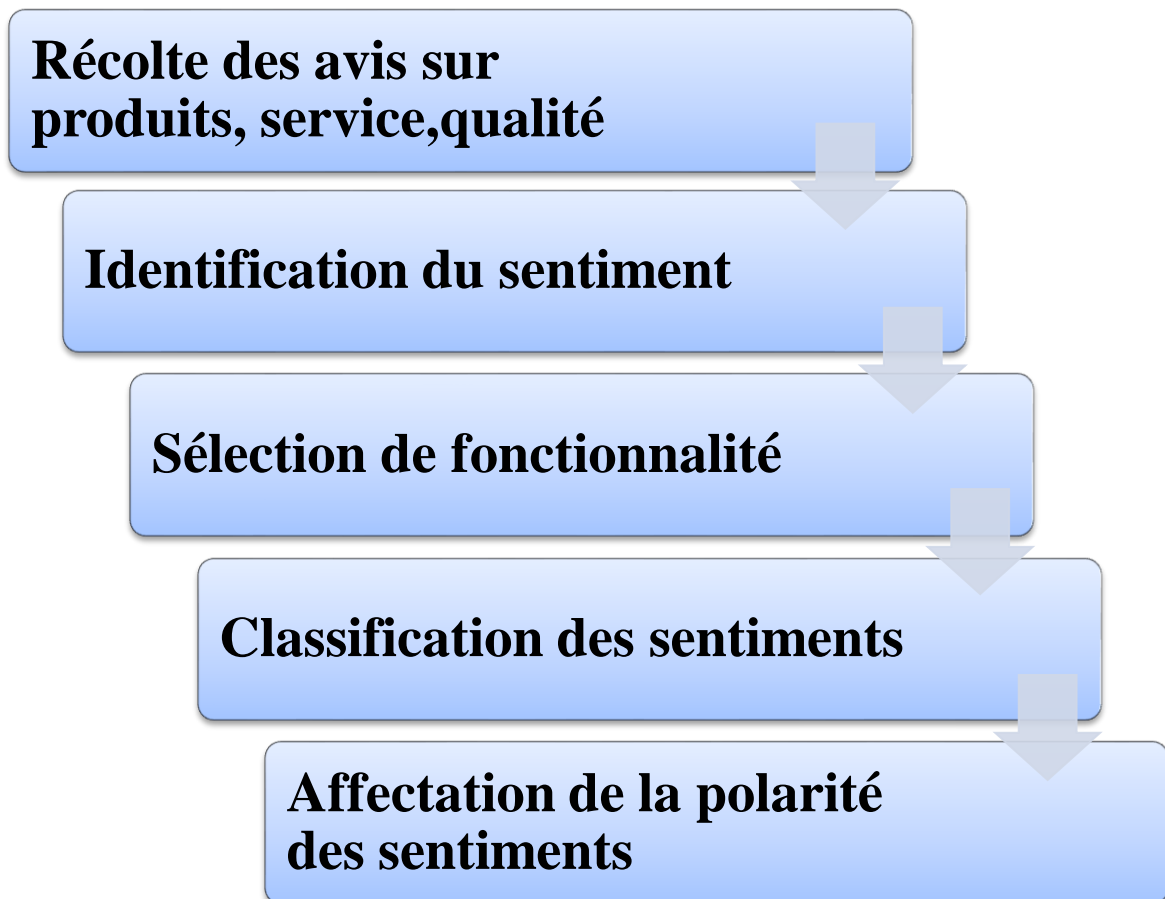 Récolte des avis sur
produits, service,qualité
Identification du sentiment
Sélection de fonctionnalité
Classification des sentiments
Affectation de la polarité
des sentiments